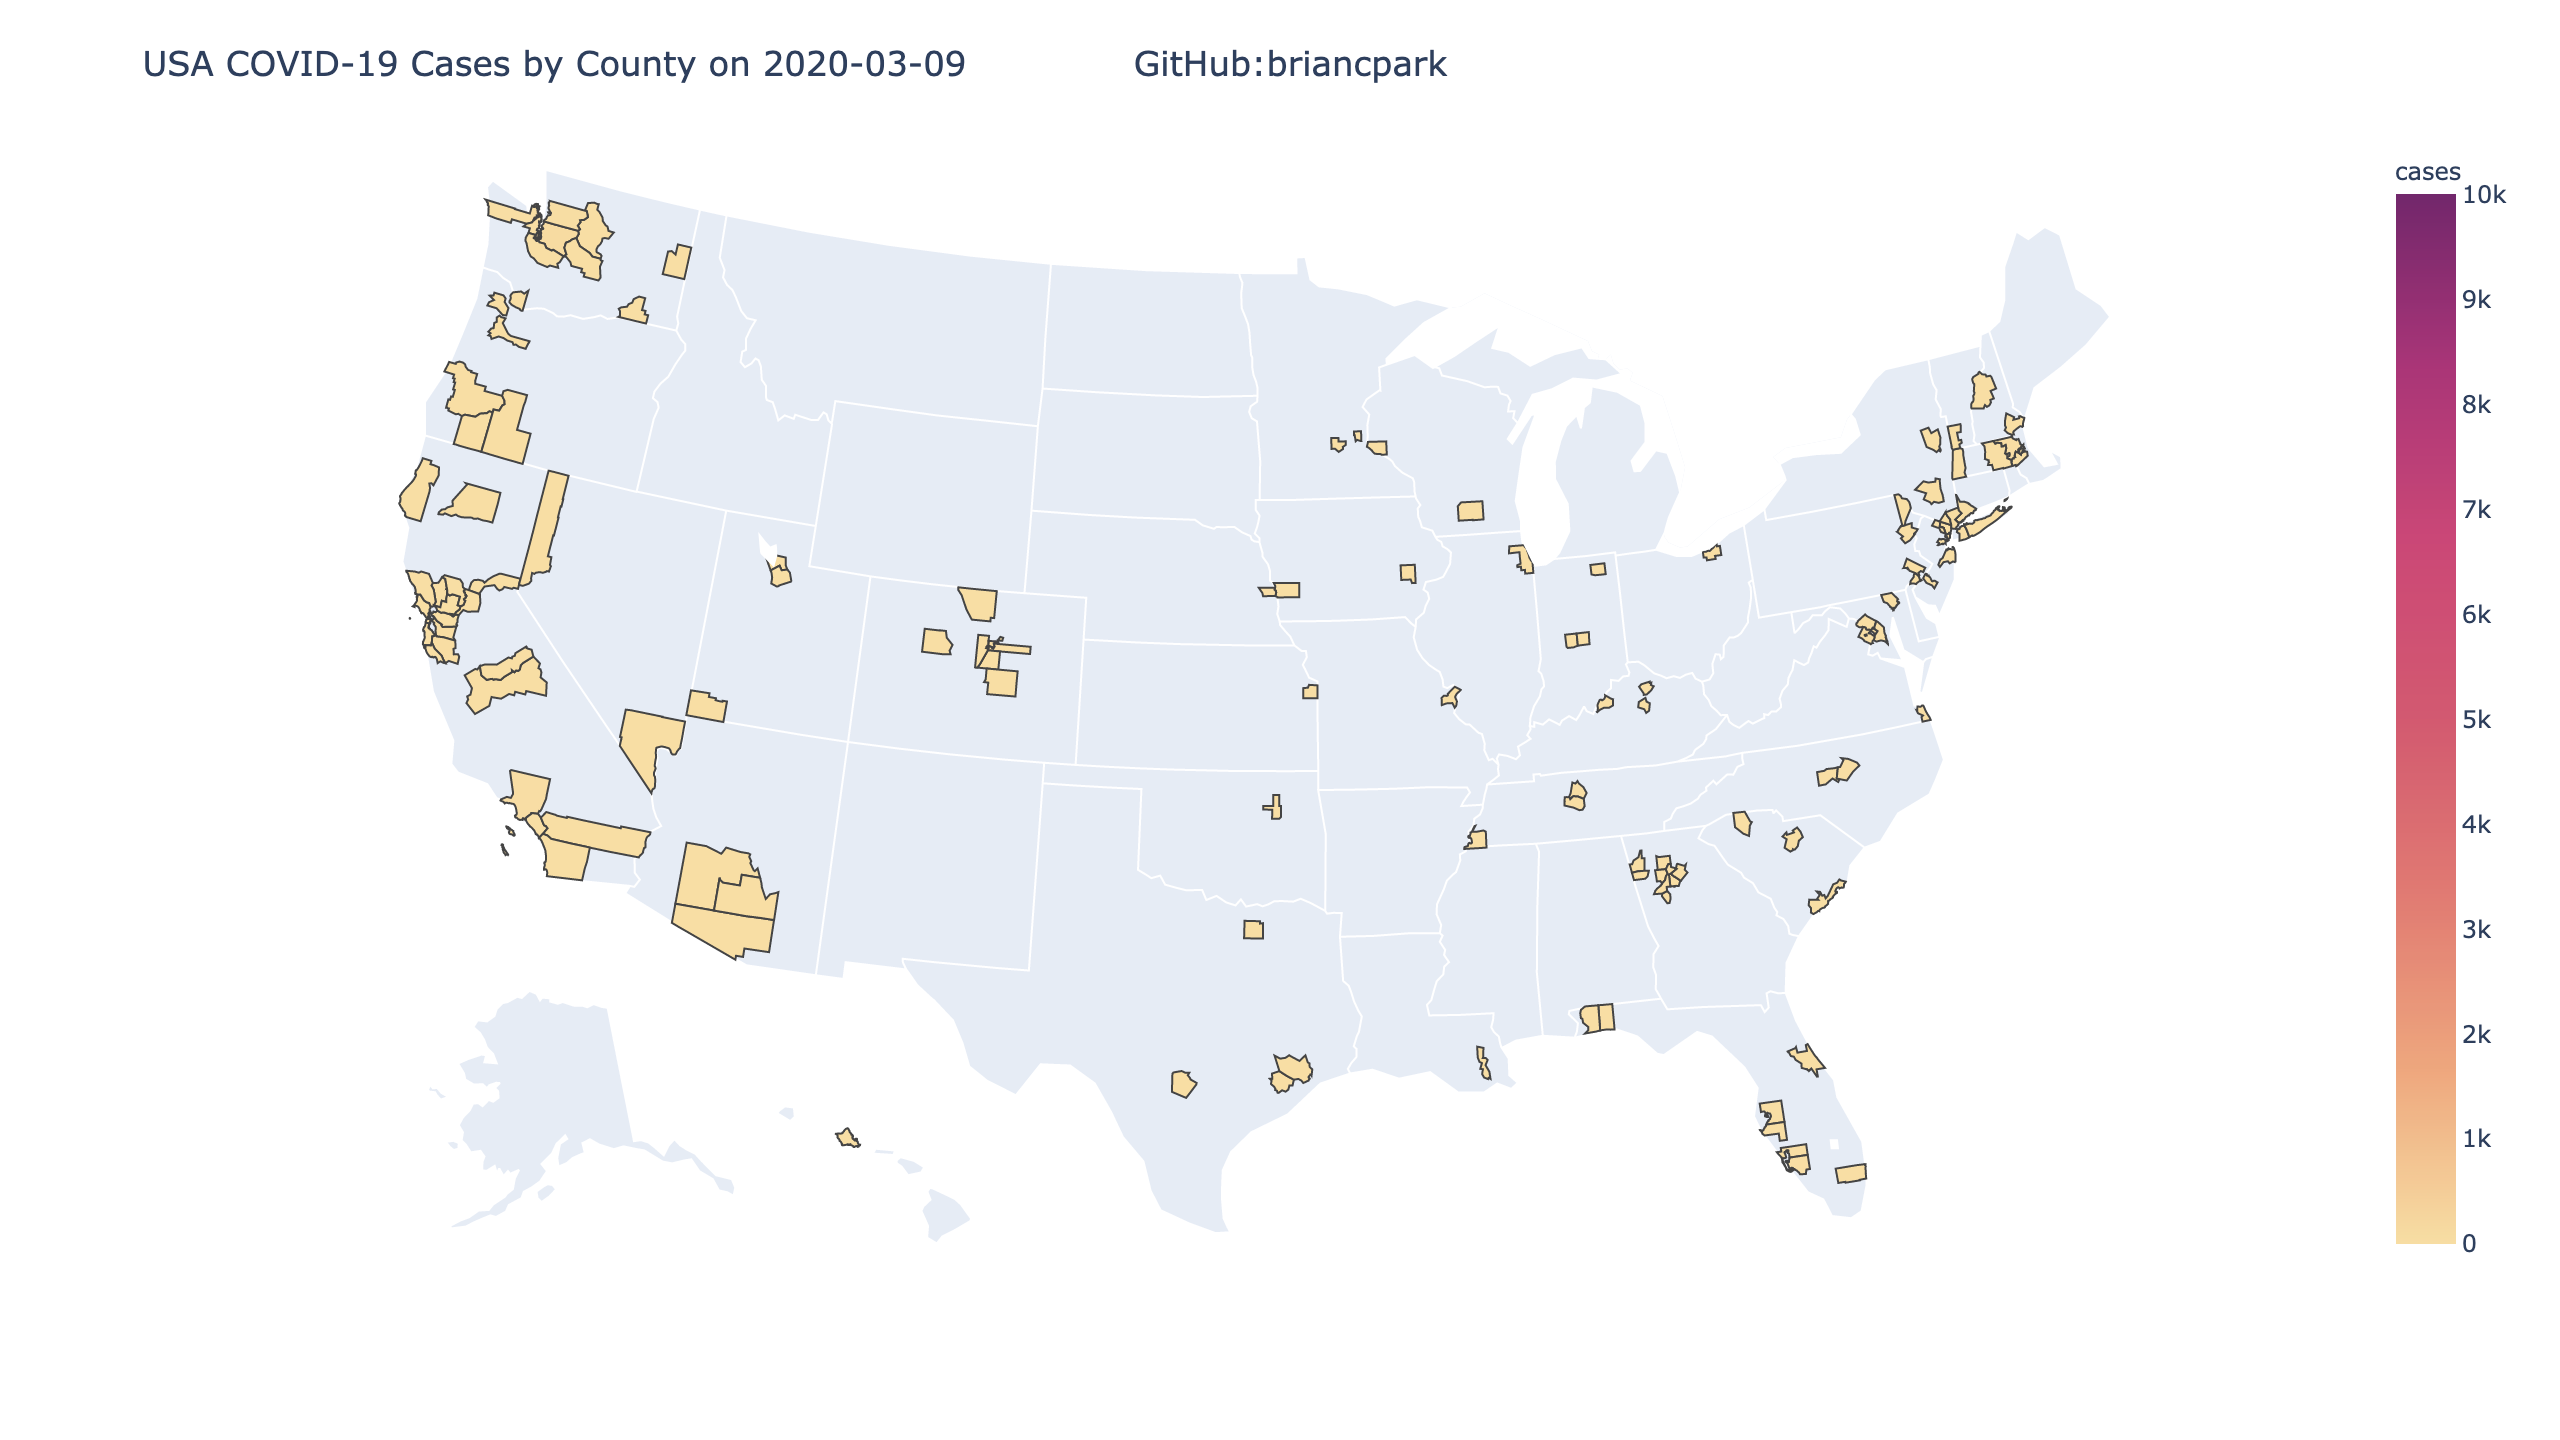 USA COVID-19 Cases by County on 2020-03-09 GitHub:briancpark
cases
10k
9k
8k
7k
6k
5k
4k
3k
2k
1k
0